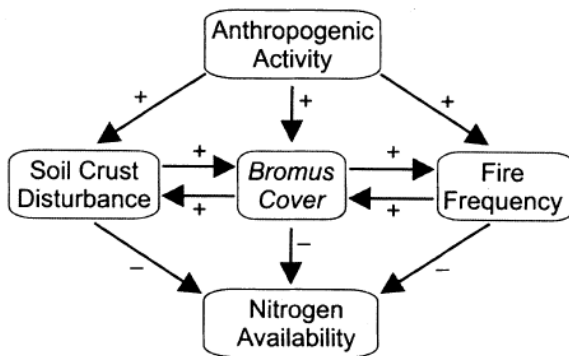 Anthropogenic
Activity
+
+
+
Soil Crust
Disturbance
+
+
Bromus
Cover
+
+
Fire
Frequency
–
–
–
Nitrogen
Availability